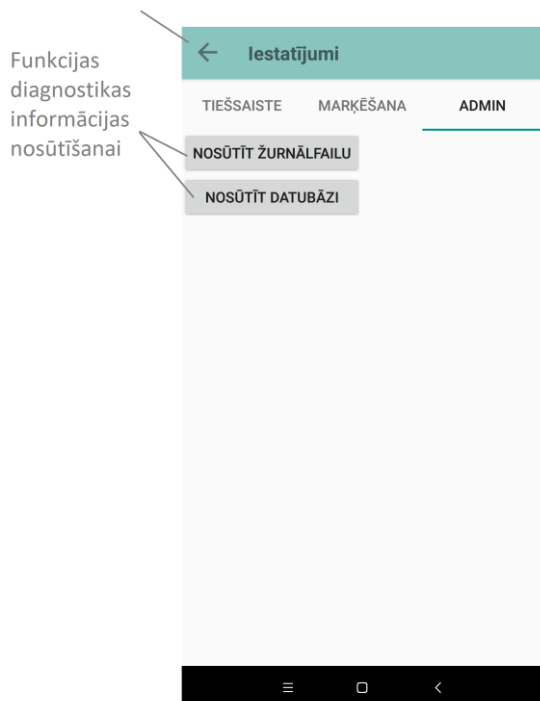 Iestatījumi
Funkcijas
diagnostikas
informācijas
nosūtīšanai
TIEŠSAISTE MARĶĒŠANA ADMIN
NOSŪTĪT ŽURNĀLFAILU
NOSŪTĪT DATUBĀZI